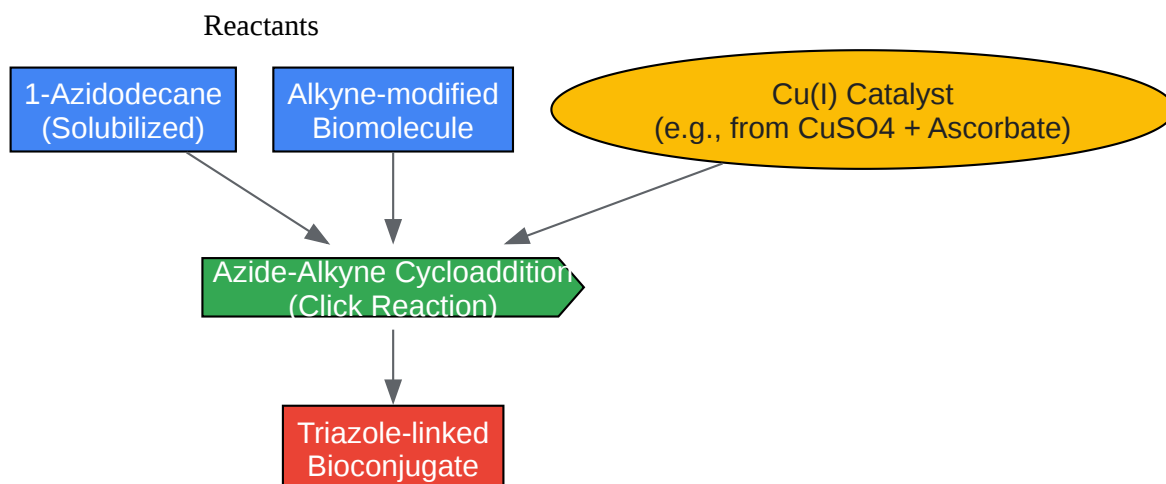 Reactants
1-Azidodecane
(Solubilized)
Alkyne-modified
Biomolecule
Cu(I) Catalyst
(e.g., from CuSO4 + Ascorbate)
Azide-Alkyne Cycloaddition
(Click Reaction)
Triazole-linked
Bioconjugate